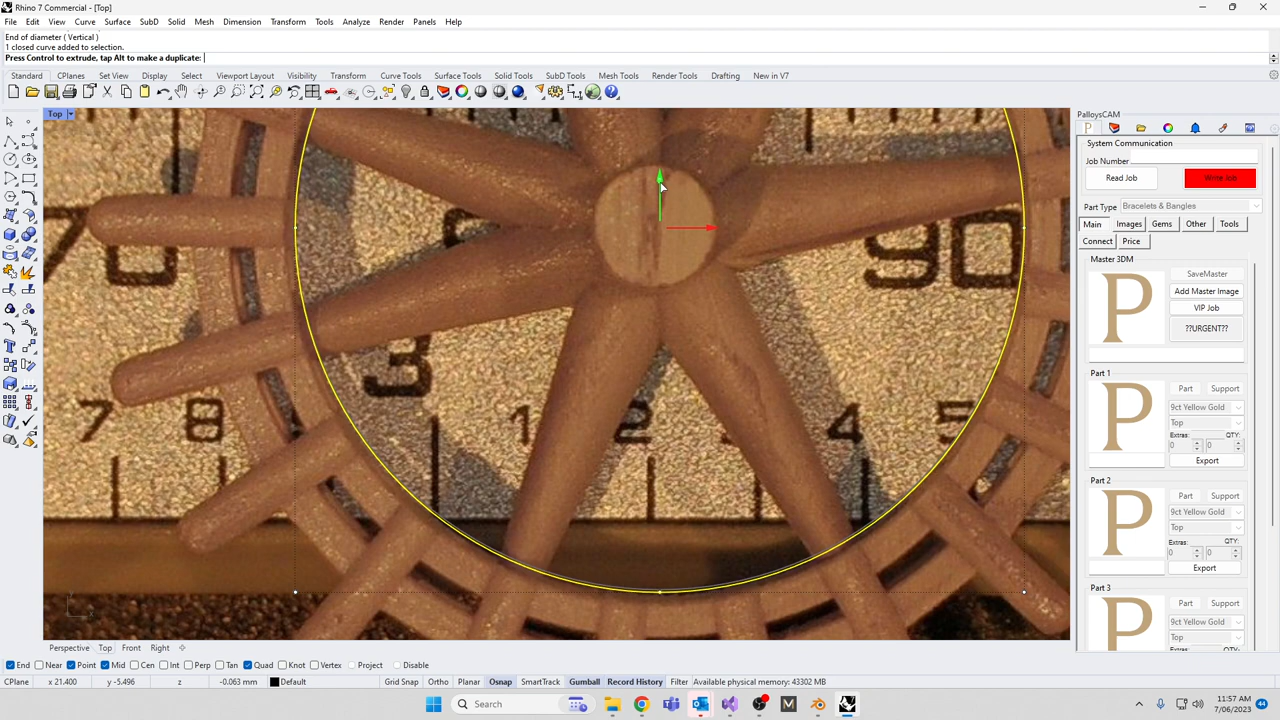 Rhino 7 Commercial - [Top]
File Edit View Curve Surface SubD Solid Mesh Dimension Transform Tools Analyze Render Panels Help
End of diameter ( Vertical )
1 closed curve added to selection.
Press Control to extrude, tap Alt to make a duplicate:
Standard CPlanes Set View Display Select Viewport Layout Visibility Transform Curve Tools Surface Tools Solid Tools SubD Tools Mesh Tools Render Tools Drafting New in V7
Top
PalloysCAM
System Communication
Job Number
Read Job Write Job
Part Type Bracelets & Bangles
Main Images Gems Other Tools
Connect Price
Master 3DM
P
SaveMaster
Add Master Image
VIP Job
??URGENT??
Part 1
P
Part Support
9ct Yellow Gold
Top
Extras: QTY:
0 0
Export
Part 2
P
Part Support
9ct Yellow Gold
Top
Extras: QTY:
0 0
Export
Part 3
P
Part Support
9ct Yellow Gold
Top
70
90
3
7 8 1 2 4 5
Perspective Top Front Right
End Near Point Mid Cen Int Perp Tan Quad Knot Vertex Project Disable
CPlane x 21.400 y -5.496 z -0.063 mm Default Grid Snap Ortho Planar Osnap SmartTrack Gumball Record History Filter Available physical memory: 43302 MB
Search
11:57 AM
7/06/2023
44